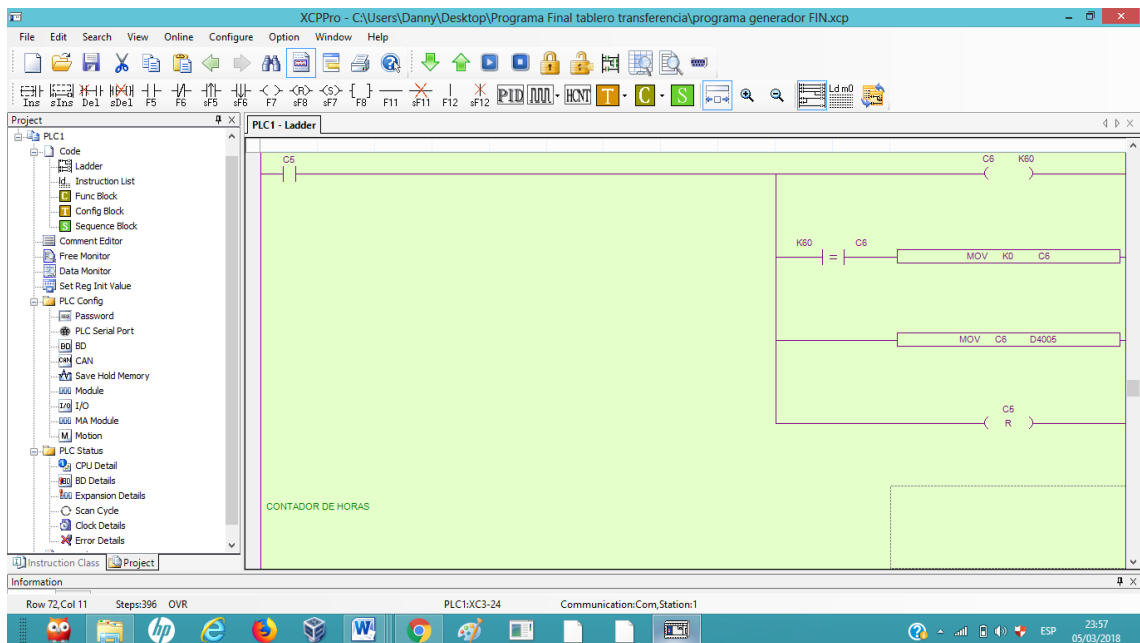 XCPPro - C:\Users\Danny\Desktop\Programa Final tablero transferencia\programa generador FIN.xcp
File Edit Search View Online Configure Option Window Help
Ins sIns Del sDel F5 F6 sF5 sF6 F7 sF8 sF7 F8 F11 sF11 F12 sF12 PID HCNT T C S Ld m0
Project
PLC1 - Ladder
PLC1
Code
Ladder
Instruction List
Func Block
Config Block
Sequence Block
Comment Editor
Free Monitor
Data Monitor
Set Reg Init Value
PLC Config
Password
PLC Serial Port
BD BD
CAN CAN
Save Hold Memory
Module
I/O I/O
MA Module
M Motion
PLC Status
CPU Detail
BD Details
Expansion Details
Scan Cycle
Clock Details
Error Details
C5
C6 K60
K60 = C6
MOV K0 C6
MOV C6 D4005
C5
R
CONTADOR DE HORAS
Instruction Class Project
Information
Row 72,Col 11 Steps:396 OVR PLC1:XC3-24 Communication:Com,Station:1
ESP
23:57
05/03/2018